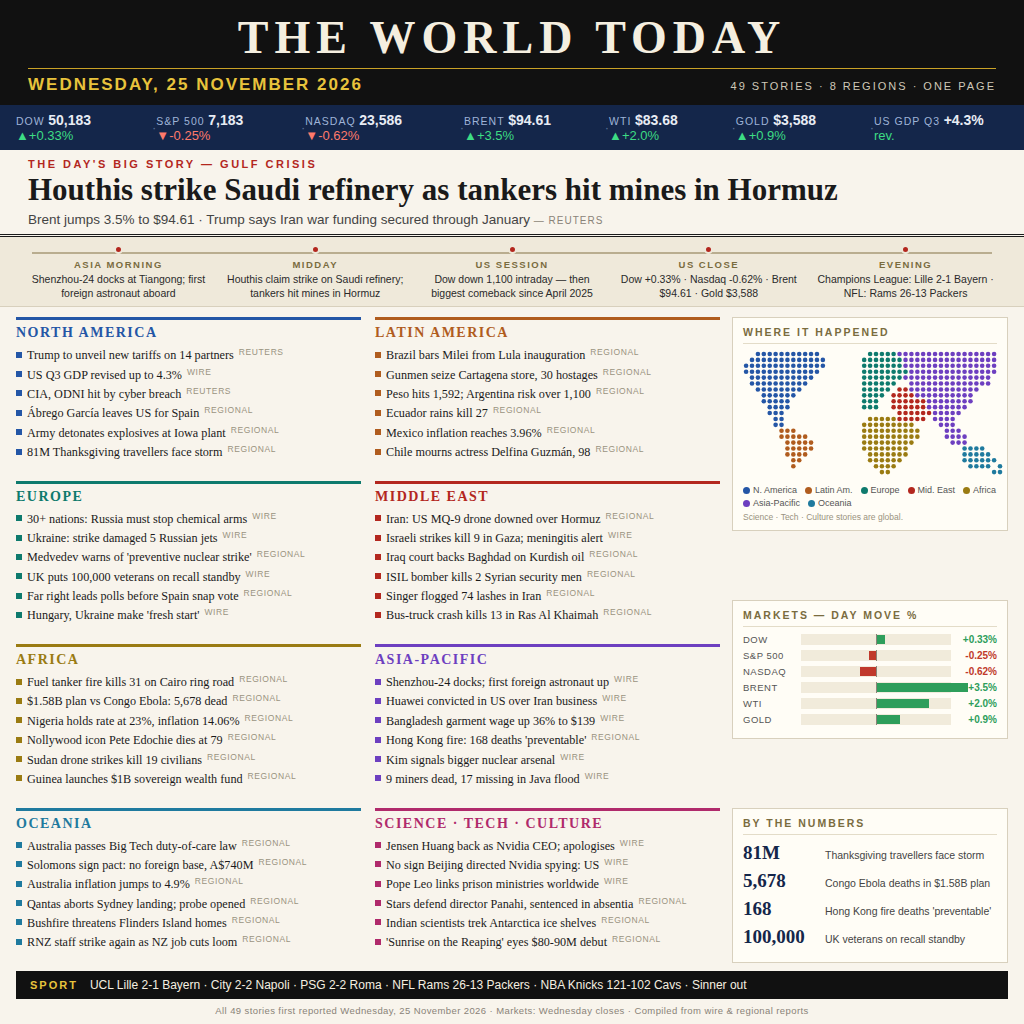 THE WORLD TODAY
WEDNESDAY, 25 NOVEMBER 2026
49 STORIES · 8 REGIONS · ONE PAGE
DOW 50,183
▲+0.33%
S&P 500 7,183
▼-0.25%
NASDAQ 23,586
▼-0.62%
BRENT $94.61
▲+3.5%
WTI $83.68
▲+2.0%
GOLD $3,588
▲+0.9%
US GDP Q3 +4.3%
rev.
THE DAY'S BIG STORY — GULF CRISIS
Houthis strike Saudi refinery as tankers hit mines in Hormuz
Brent jumps 3.5% to $94.61 · Trump says Iran war funding secured through January — REUTERS
ASIA MORNING
Shenzhou-24 docks at Tiangong; first
foreign astronaut aboard
MIDDAY
Houthis claim strike on Saudi refinery;
tankers hit mines in Hormuz
US SESSION
Dow down 1,100 intraday — then
biggest comeback since April 2025
US CLOSE
Dow +0.33% · Nasdaq -0.62% · Brent
$94.61 · Gold $3,588
EVENING
Champions League: Lille 2-1 Bayern ·
NFL: Rams 26-13 Packers
NORTH AMERICA
Trump to unveil new tariffs on 14 partners REUTERS
US Q3 GDP revised up to 4.3% WIRE
CIA, ODNI hit by cyber breach REUTERS
Ábrego García leaves US for Spain REGIONAL
Army detonates explosives at Iowa plant REGIONAL
81M Thanksgiving travellers face storm REGIONAL
LATIN AMERICA
Brazil bars Milei from Lula inauguration REGIONAL
Gunmen seize Cartagena store, 30 hostages REGIONAL
Peso hits 1,592; Argentina risk over 1,100 REGIONAL
Ecuador rains kill 27 REGIONAL
Mexico inflation reaches 3.96% REGIONAL
Chile mourns actress Delfina Guzmán, 98 REGIONAL
EUROPE
30+ nations: Russia must stop chemical arms WIRE
Ukraine: strike damaged 5 Russian jets WIRE
Medvedev warns of 'preventive nuclear strike' REGIONAL
UK puts 100,000 veterans on recall standby WIRE
Far right leads polls before Spain snap vote REGIONAL
Hungary, Ukraine make 'fresh start' WIRE
MIDDLE EAST
Iran: US MQ-9 drone downed over Hormuz REGIONAL
Israeli strikes kill 9 in Gaza; meningitis alert WIRE
Iraq court backs Baghdad on Kurdish oil REGIONAL
ISIL bomber kills 2 Syrian security men REGIONAL
Singer flogged 74 lashes in Iran REGIONAL
Bus-truck crash kills 13 in Ras Al Khaimah REGIONAL
AFRICA
Fuel tanker fire kills 31 on Cairo ring road REGIONAL
$1.58B plan vs Congo Ebola: 5,678 dead REGIONAL
Nigeria holds rate at 23%, inflation 14.06% REGIONAL
Nollywood icon Pete Edochie dies at 79 REGIONAL
Sudan drone strikes kill 19 civilians REGIONAL
Guinea launches $1B sovereign wealth fund REGIONAL
ASIA-PACIFIC
Shenzhou-24 docks; first foreign astronaut up WIRE
Huawei convicted in US over Iran business WIRE
Bangladesh garment wage up 36% to $139 WIRE
Hong Kong fire: 168 deaths 'preventable' REGIONAL
Kim signals bigger nuclear arsenal WIRE
9 miners dead, 17 missing in Java flood WIRE
OCEANIA
Australia passes Big Tech duty-of-care law REGIONAL
Solomons sign pact: no foreign base, A$740M REGIONAL
Australia inflation jumps to 4.9% REGIONAL
Qantas aborts Sydney landing; probe opened REGIONAL
Bushfire threatens Flinders Island homes REGIONAL
RNZ staff strike again as NZ job cuts loom REGIONAL
SCIENCE · TECH · CULTURE
Jensen Huang back as Nvidia CEO; apologises WIRE
No sign Beijing directed Nvidia spying: US WIRE
Pope Leo links prison ministries worldwide WIRE
Stars defend director Panahi, sentenced in absentia REGIONAL
Indian scientists trek Antarctica ice shelves REGIONAL
'Sunrise on the Reaping' eyes $80-90M debut REGIONAL
WHERE IT HAPPENED
N. America Latin Am. Europe Mid. East Africa
Asia-Pacific Oceania
Science · Tech · Culture stories are global.
MARKETS — DAY MOVE %
DOW +0.33%
S&P 500 -0.25%
NASDAQ -0.62%
BRENT +3.5%
WTI +2.0%
GOLD +0.9%
BY THE NUMBERS
81M Thanksgiving travellers face storm
5,678 Congo Ebola deaths in $1.58B plan
168 Hong Kong fire deaths 'preventable'
100,000 UK veterans on recall standby
SPORT UCL Lille 2-1 Bayern · City 2-2 Napoli · PSG 2-2 Roma · NFL Rams 26-13 Packers · NBA Knicks 121-102 Cavs · Sinner out
All 49 stories first reported Wednesday, 25 November 2026 · Markets: Wednesday closes · Compiled from wire & regional reports